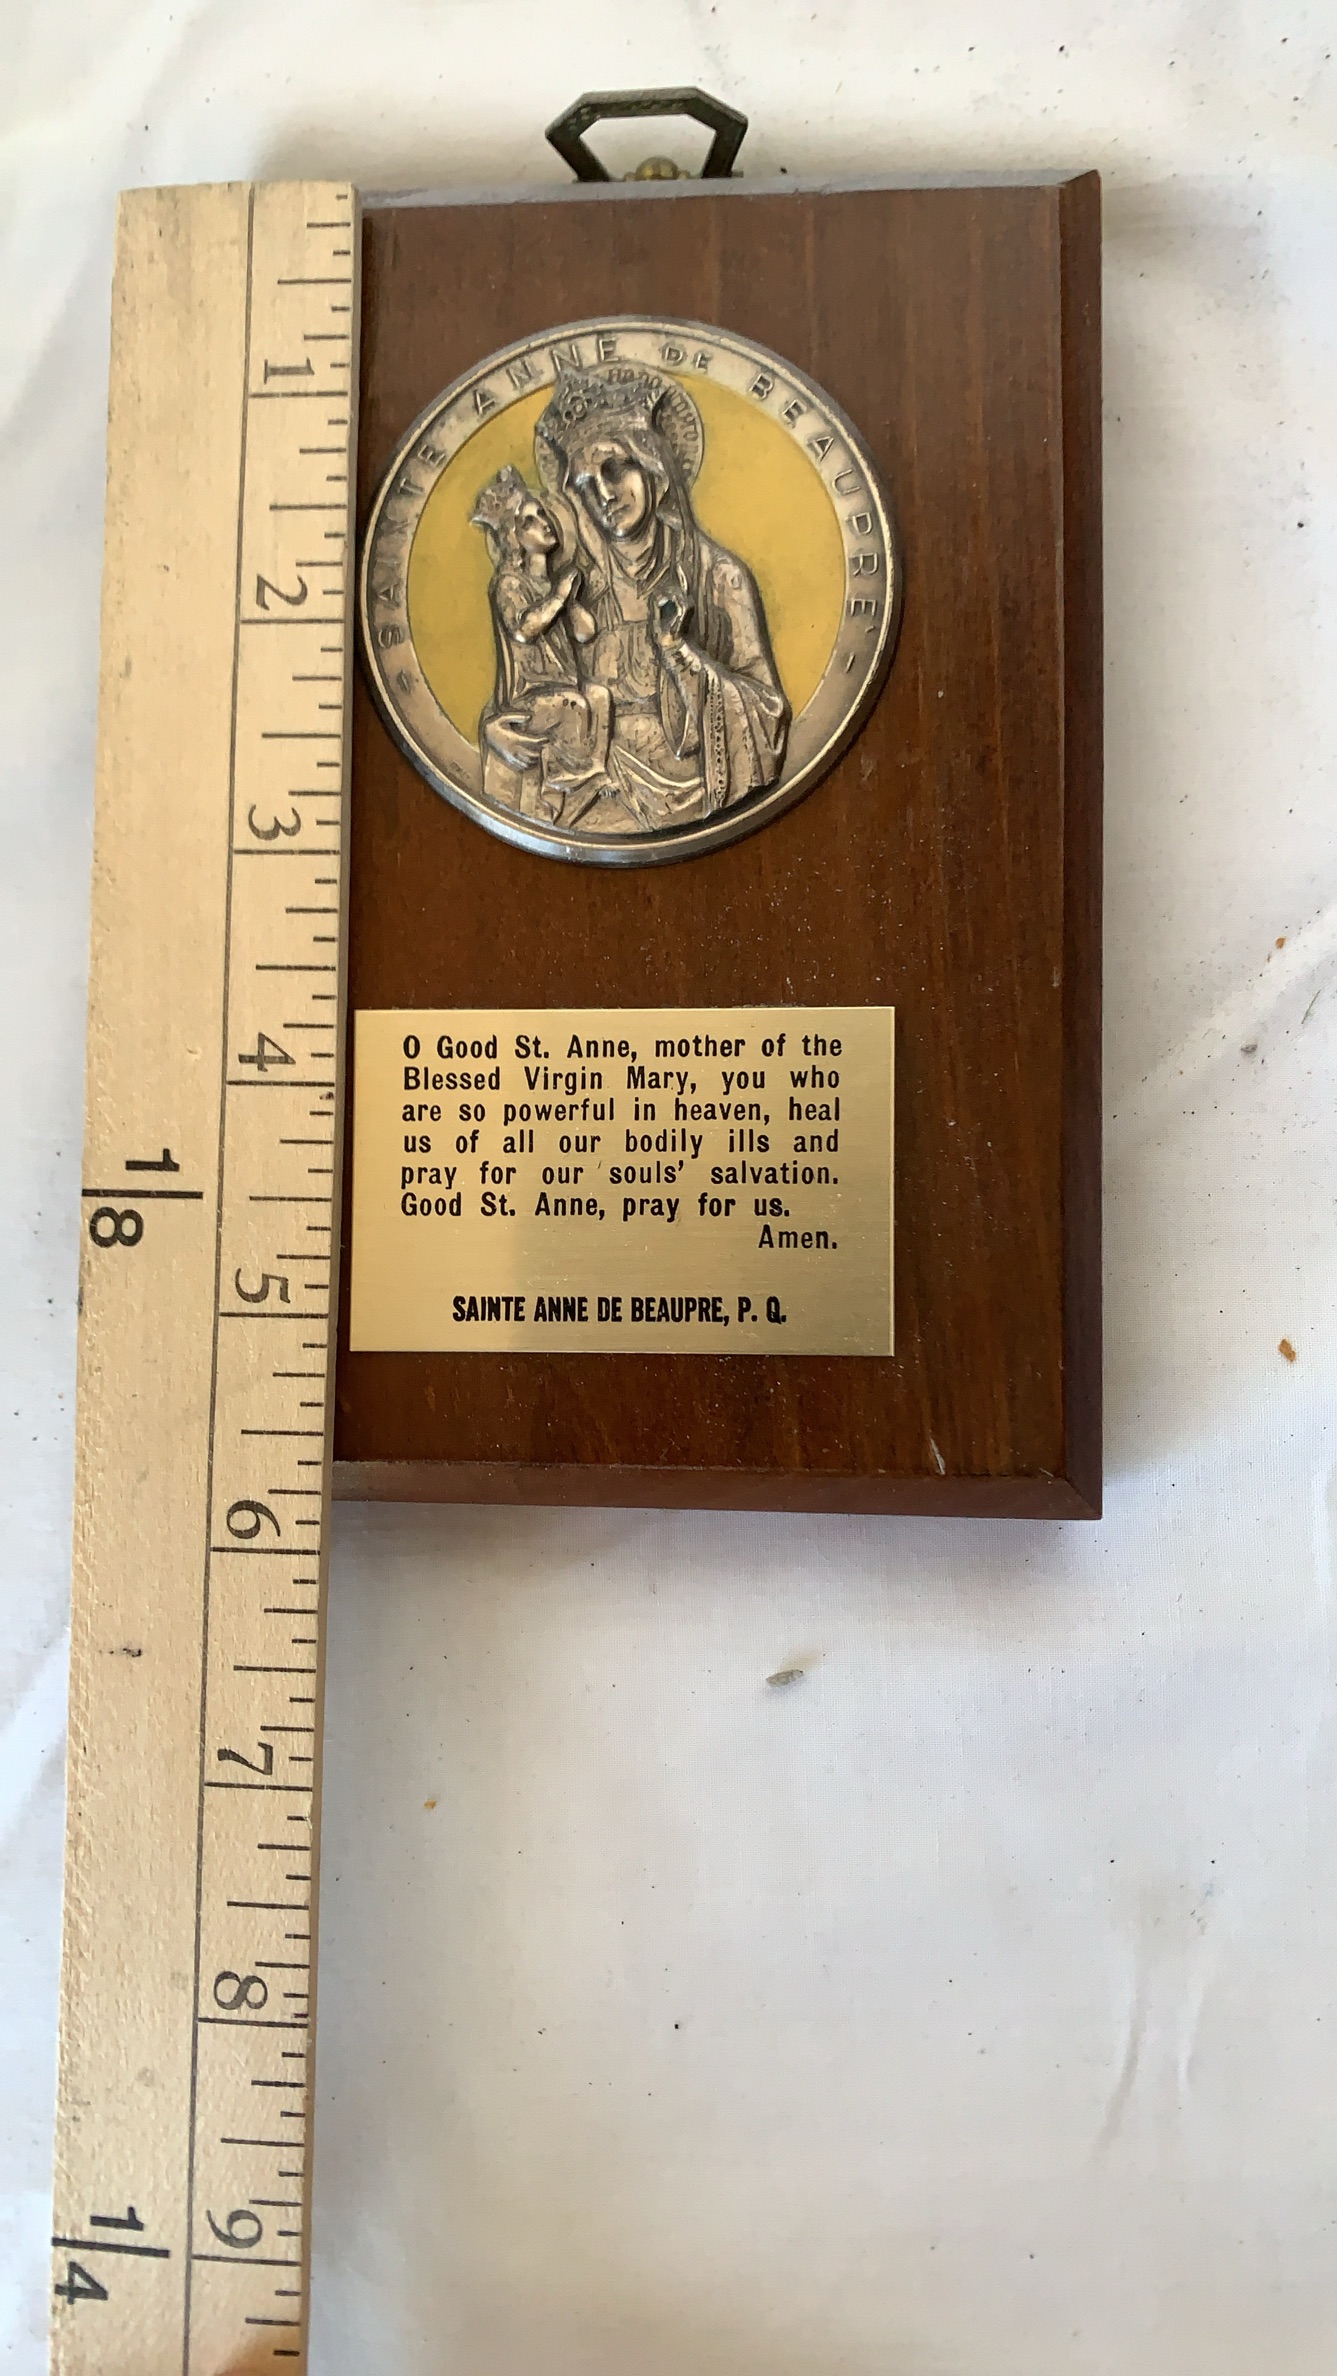 SAINTE ANNE DE BEAUPRÉ
O Good St. Anne, mother of the
Blessed Virgin Mary, you who
are so powerful in heaven, heal
us of all our bodily ills and
pray for our souls' salvation.
Good St. Anne, pray for us.
Amen.
SAINTE ANNE DE BEAUPRE, P. Q.
1
2
3
4
5
6
7
8
9
1/8
1/4